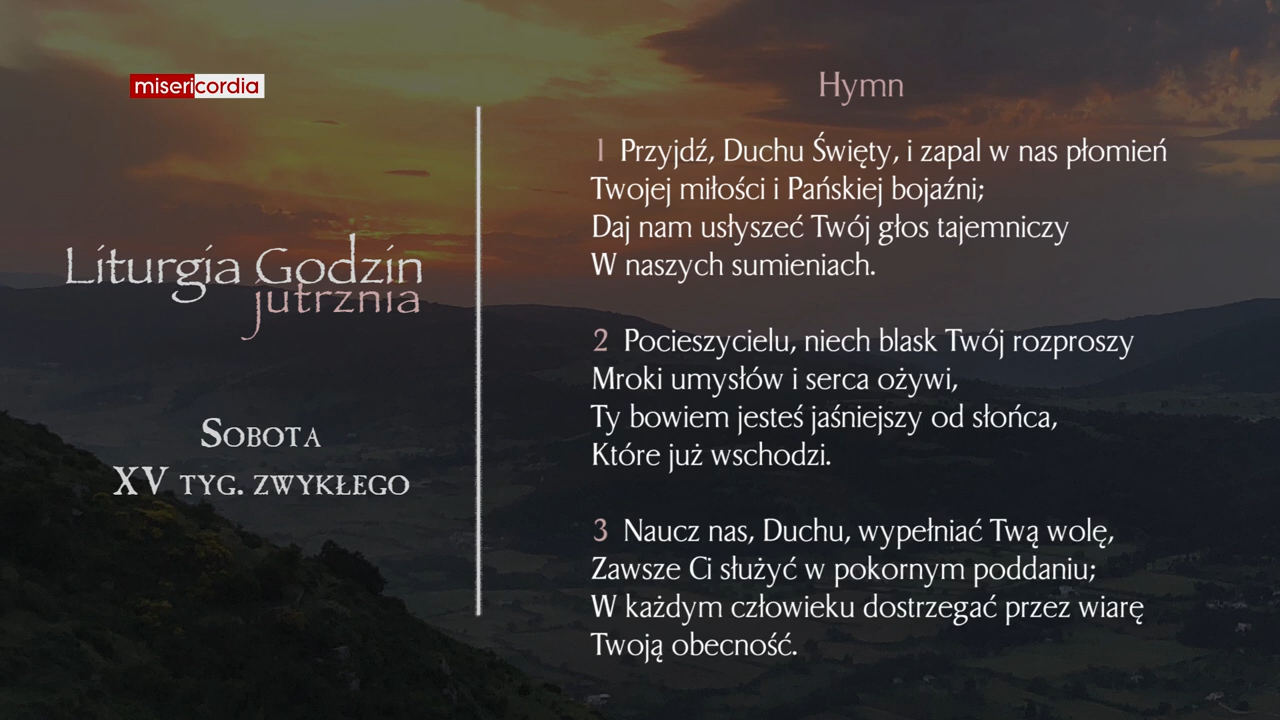 misericordia
Liturgia Godzin
jutrznia
Sobota
XV tyg. zwykłego
Hymn
1 Przyjdź, Duchu Święty, i zapal w nas płomień
Twojej miłości i Pańskiej bojaźni;
Daj nam usłyszeć Twój głos tajemniczy
W naszych sumieniach.
2 Pocieszycielu, niech blask Twój rozproszy
Mroki umysłów i serca ożywi,
Ty bowiem jesteś jaśniejszy od słońca,
Które już wschodzi.
3 Naucz nas, Duchu, wypełniać Twą wolę,
Zawsze Ci służyć w pokornym poddaniu;
W każdym człowieku dostrzegać przez wiarę
Twoją obecność.